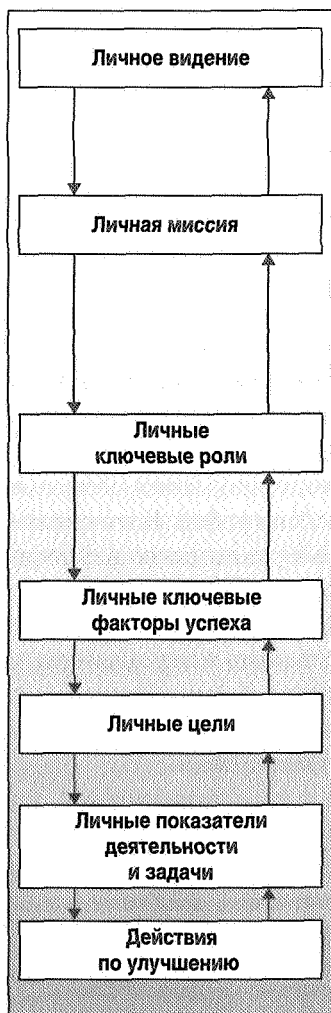 Личное видение
Личная миссия
Личные
ключевые роли
Личные ключевые
факторы успеха
Личные цели
Личные показатели
деятельности
и задачи
Действия
по улучшению